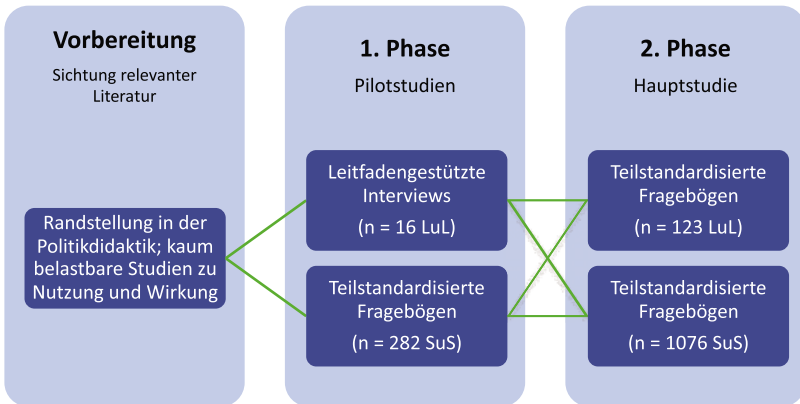 Vorbereitung
Sichtung relevanter
Literatur
Randstellung in der
Politikdidaktik; kaum
belastbare Studien zu
Nutzung und Wirkung
1. Phase
Pilotstudien
Leitfadengestützte
Interviews
(n = 16 LuL)
Teilstandardisierte
Fragebögen
(n = 282 SuS)
2. Phase
Hauptstudie
Teilstandardisierte
Fragebögen
(n = 123 LuL)
Teilstandardisierte
Fragebögen
(n = 1076 SuS)